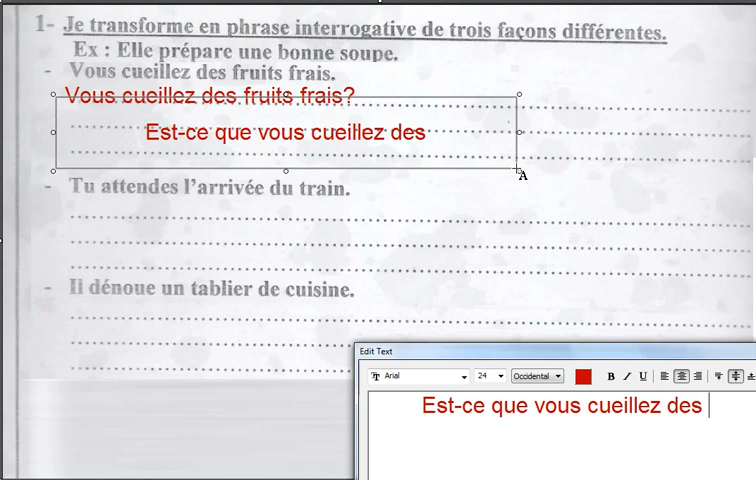 1- Je transforme en phrase interrogative de trois façons différentes.
Ex : Elle prépare une bonne soupe.
- Vous cueillez des fruits frais.
Vous cueillez des fruits frais?
Est-ce que vous cueillez des
- Tu attendes l'arrivée du train.
- Il dénoue un tablier de cuisine.
Edit Text
Arial 24 Occidental B I U
Est-ce que vous cueillez des